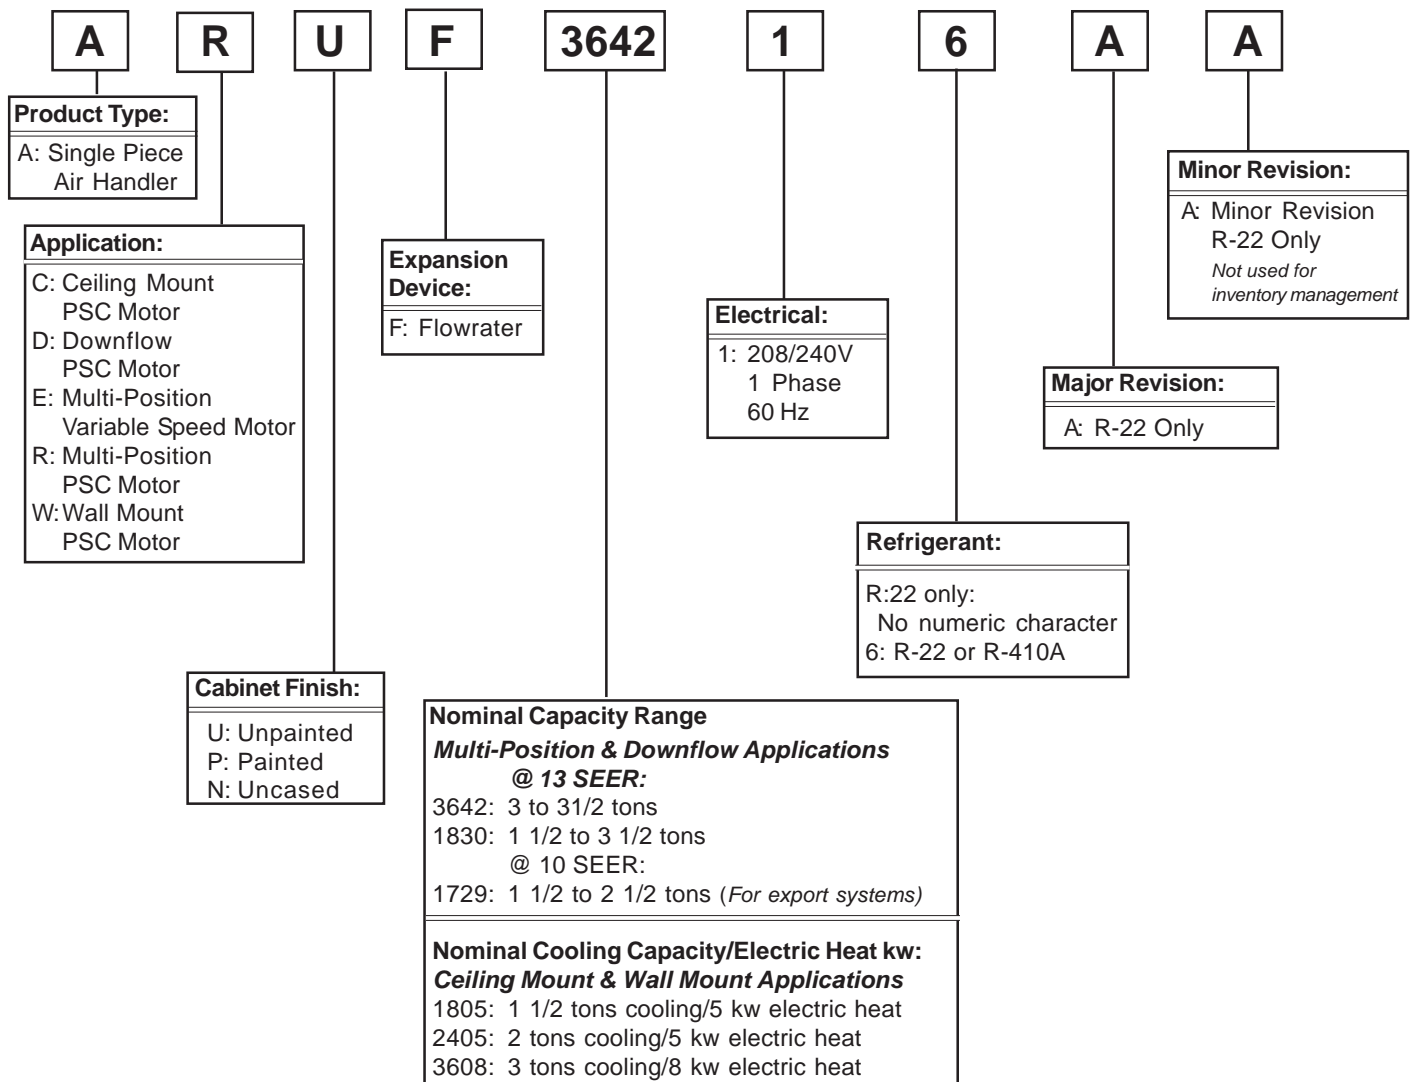 A R U F 3642 1 6 A A
Product Type:
A: Single Piece
Air Handler
Application:
C: Ceiling Mount
PSC Motor
D: Downflow
PSC Motor
E: Multi-Position
Variable Speed Motor
R: Multi-Position
PSC Motor
W: Wall Mount
PSC Motor
Cabinet Finish:
U: Unpainted
P: Painted
N: Uncased
Expansion
Device:
F: Flowrater
Nominal Capacity Range
Multi-Position & Downflow Applications
@ 13 SEER:
3642: 3 to 31/2 tons
1830: 1 1/2 to 3 1/2 tons
@ 10 SEER:
1729: 1 1/2 to 2 1/2 tons (For export systems)
Nominal Cooling Capacity/Electric Heat kw:
Ceiling Mount & Wall Mount Applications
1805: 1 1/2 tons cooling/5 kw electric heat
2405: 2 tons cooling/5 kw electric heat
3608: 3 tons cooling/8 kw electric heat
Electrical:
1: 208/240V
1 Phase
60 Hz
Refrigerant:
R:22 only:
No numeric character
6: R-22 or R-410A
Major Revision:
A: R-22 Only
Minor Revision:
A: Minor Revision
R-22 Only
Not used for
inventory management